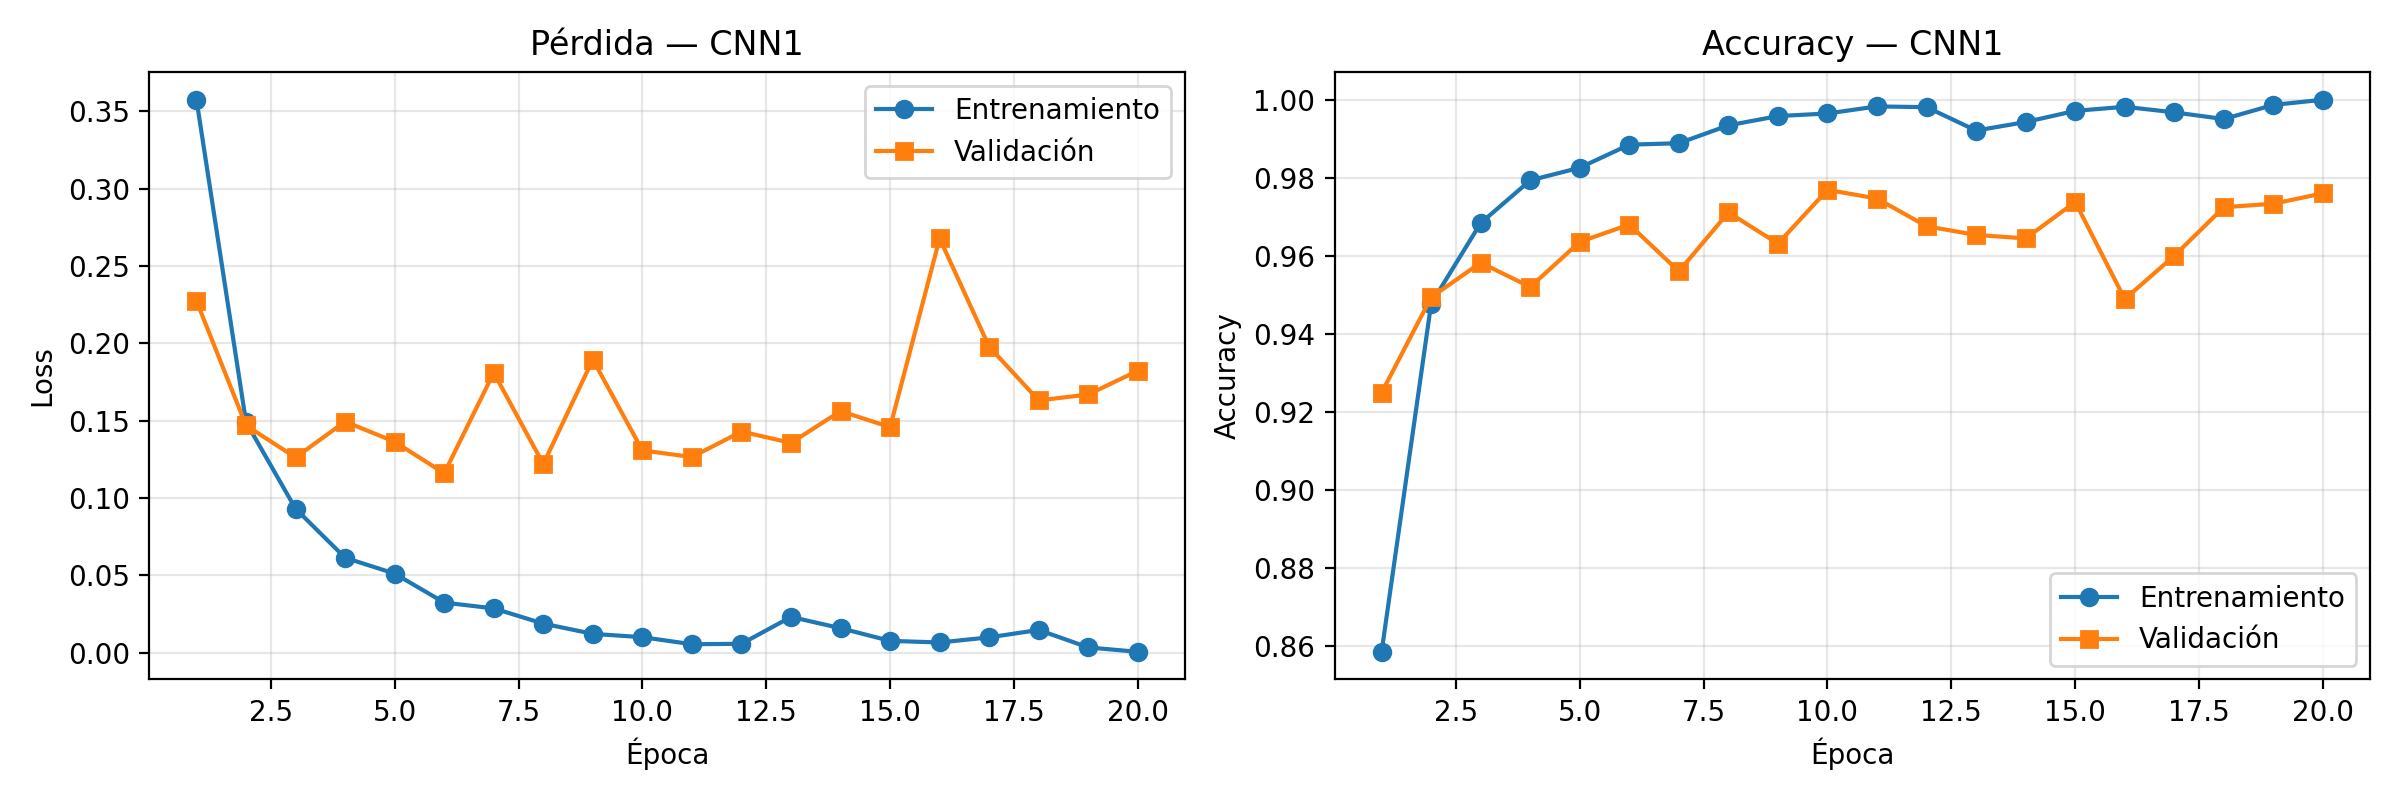 Pérdida — CNN1
Loss
0.35
0.30
0.25
0.20
0.15
0.10
0.05
0.00
Entrenamiento
Validación
2.5 5.0 7.5 10.0 12.5 15.0 17.5 20.0
Época
Accuracy — CNN1
Accuracy
1.00
0.98
0.96
0.94
0.92
0.90
0.88
0.86
Entrenamiento
Validación
2.5 5.0 7.5 10.0 12.5 15.0 17.5 20.0
Época